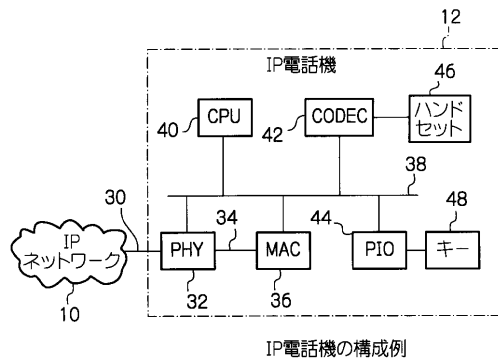 12
IP電話機
46
40
CPU
42
CODEC
ハンド
セット
38
30
34
44
48
IP
ネットワーク
PHY
MAC
PIO
キー
10
32
36
IP電話機の構成例